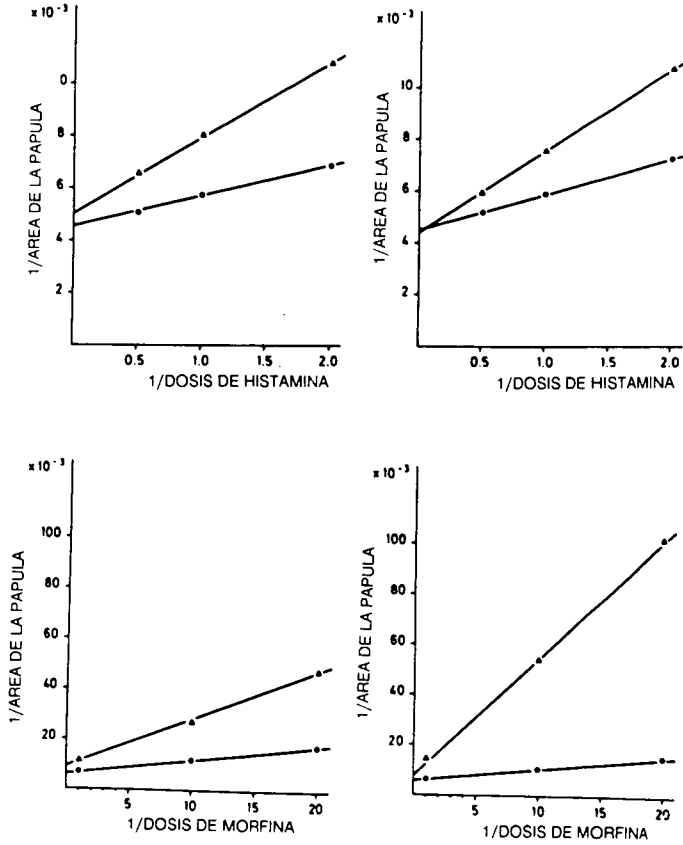 x 10⁻³
0
8
6
4
2
1/AREA DE LA PAPULA
0.5 1.0 1.5 2.0
1/DOSIS DE HISTAMINA
x 10⁻³
10
8
6
4
2
1/AREA DE LA PAPULA
0.5 1.0 1.5 2.0
1/DOSIS DE HISTAMINA
x 10⁻³
100
80
60
40
20
1/AREA DE LA PAPULA
5 10 15 20
1/DOSIS DE MORFINA
x 10⁻³
100
80
60
40
20
1/AREA DE LA PAPULA
5 10 15 20
1/DOSIS DE MORFINA